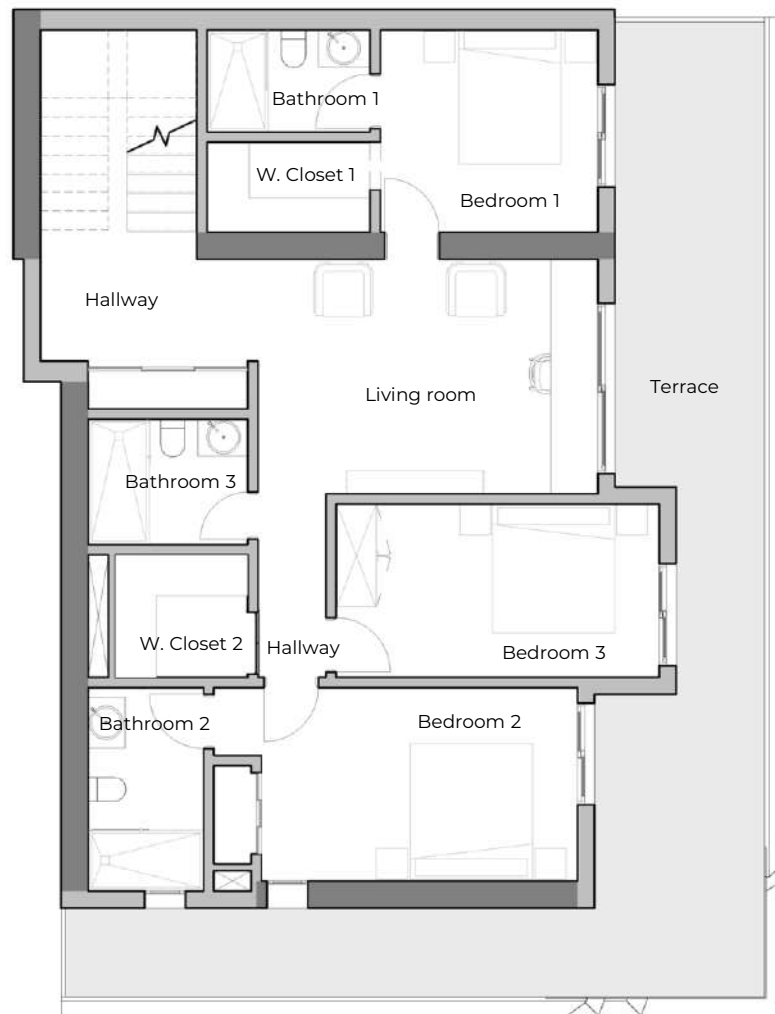 Bathroom 1
W. Closet 1
Bedroom 1
Hallway
Living room
Terrace
Bathroom 3
W. Closet 2
Hallway
Bedroom 3
Bathroom 2
Bedroom 2